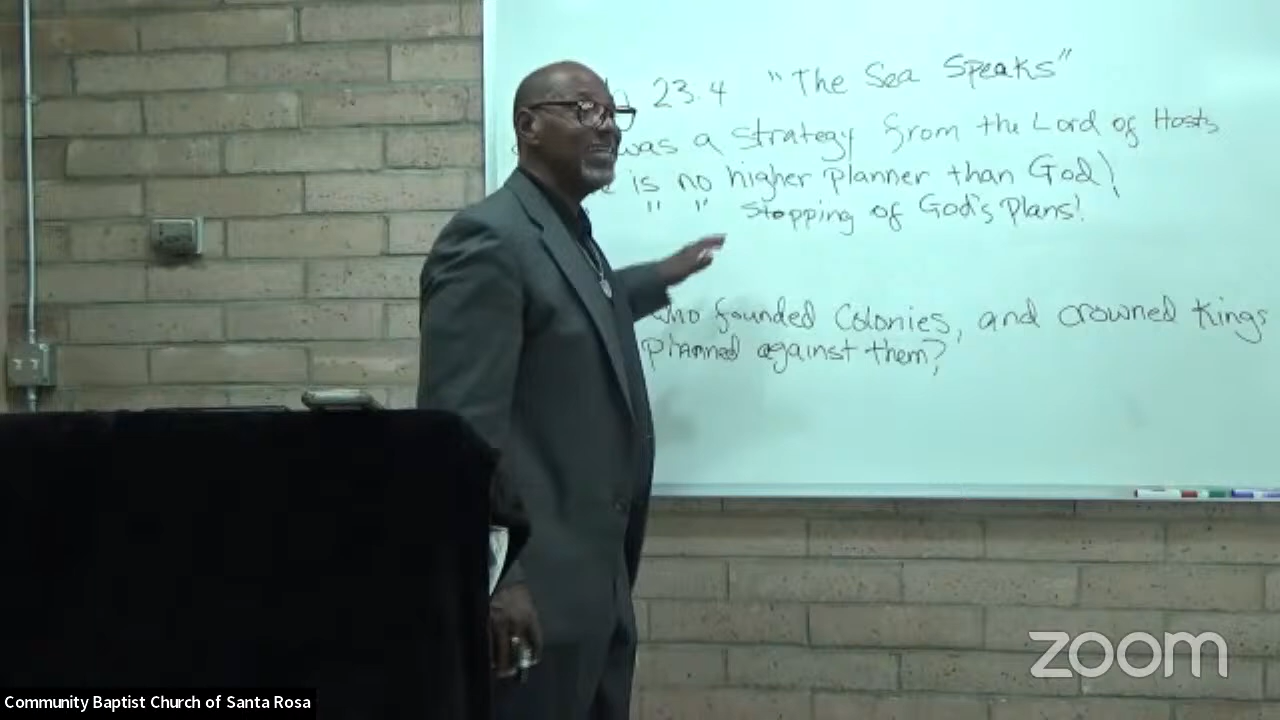 23.4 "The Sea Speaks"
was a strategy from the Lord of Hosts
is no higher planner than God!
" " stopping of God's plans!
who founded Colonies, and crowned Kings
planned against them?
zoom
Community Baptist Church of Santa Rosa